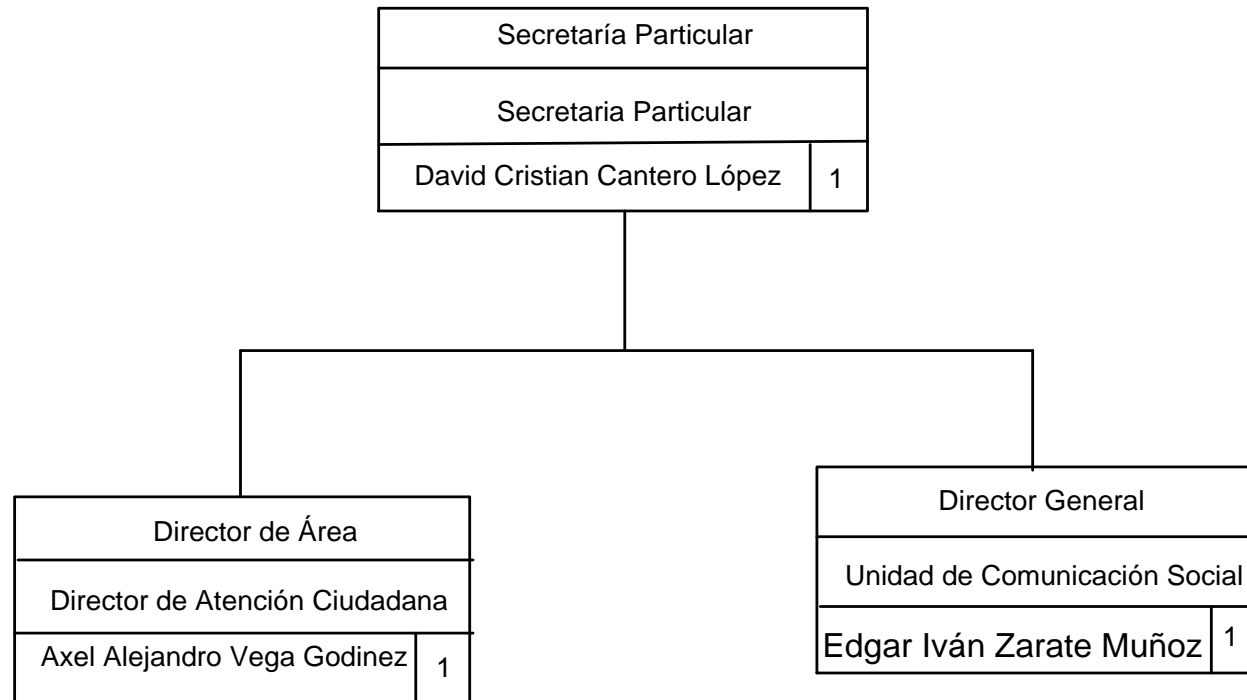 Secretaría Particular
Secretaria Particular
David Cristian Cantero López 1
Director de Área
Director de Atención Ciudadana
Axel Alejandro Vega Godinez 1
Director General
Unidad de Comunicación Social
Edgar Iván Zarate Muñoz 1